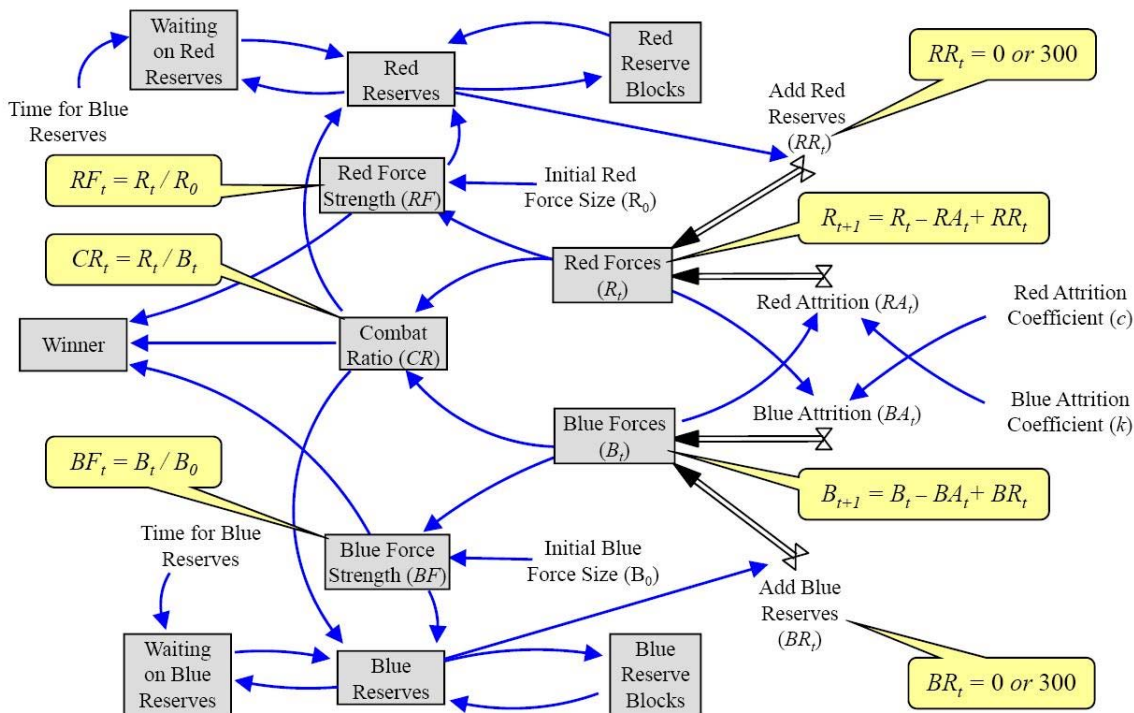 Waiting
on Red
Reserves
Red
Reserves
Red
Reserve
Blocks
RR_t = 0 or 300
Time for Blue
Reserves
Add Red
Reserves
(RR_t)
RF_t = R_t / R_0
Red Force
Strength (RF)
Initial Red
Force Size (R_0)
R_{t+1} = R_t – RA_t + RR_t
CR_t = R_t / B_t
Red Forces
(R_t)
Red Attrition (RA_t)
Red Attrition
Coefficient (c)
Winner
Combat
Ratio (CR)
Blue Attrition (BA_t)
Blue Attrition
Coefficient (k)
Blue Forces
(B_t)
BF_t = B_t / B_0
B_{t+1} = B_t – BA_t + BR_t
Time for Blue
Reserves
Blue Force
Strength (BF)
Initial Blue
Force Size (B_0)
Add Blue
Reserves
(BR_t)
Waiting
on Blue
Reserves
Blue
Reserves
Blue
Reserve
Blocks
BR_t = 0 or 300